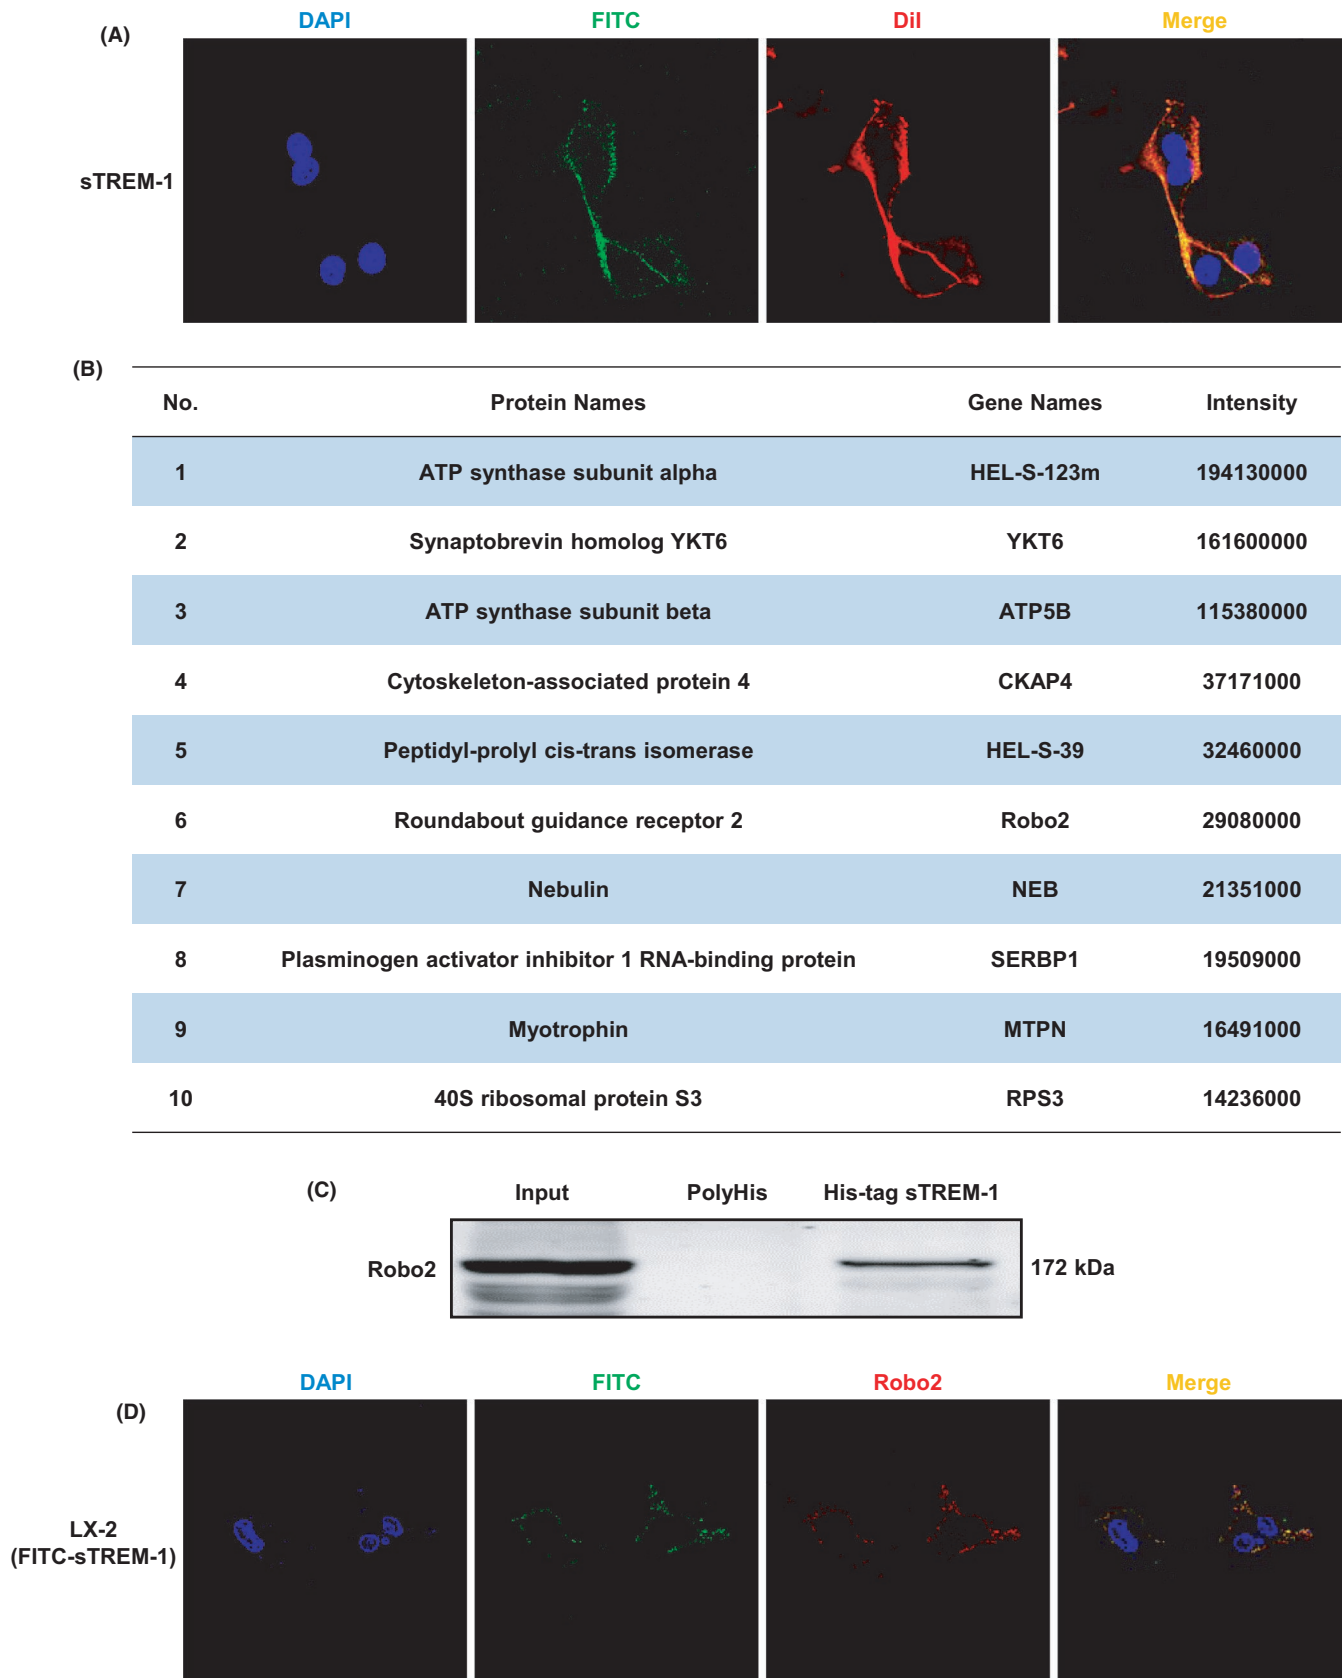 (A)
DAPI FITC Dil Merge
sTREM-1
(B)
No. Protein Names Gene Names Intensity
1 ATP synthase subunit alpha HEL-S-123m 194130000
2 Synaptobrevin homolog YKT6 YKT6 161600000
3 ATP synthase subunit beta ATP5B 115380000
4 Cytoskeleton-associated protein 4 CKAP4 37171000
5 Peptidyl-prolyl cis-trans isomerase HEL-S-39 32460000
6 Roundabout guidance receptor 2 Robo2 29080000
7 Nebulin NEB 21351000
8 Plasminogen activator inhibitor 1 RNA-binding protein SERBP1 19509000
9 Myotrophin MTPN 16491000
10 40S ribosomal protein S3 RPS3 14236000
(C)
Input PolyHis His-tag sTREM-1
Robo2 172 kDa
(D)
DAPI FITC Robo2 Merge
LX-2
(FITC-sTREM-1)